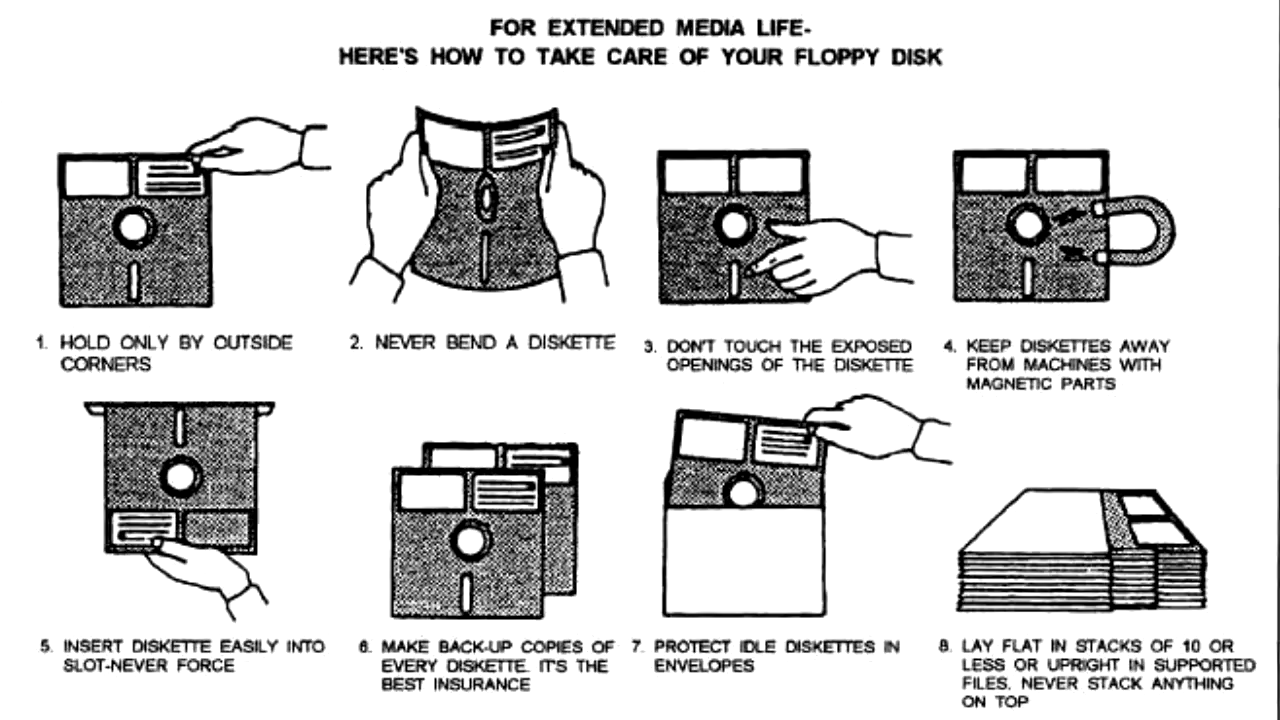 FOR EXTENDED MEDIA LIFE-
HERE'S HOW TO TAKE CARE OF YOUR FLOPPY DISK
1. HOLD ONLY BY OUTSIDE
CORNERS
2. NEVER BEND A DISKETTE
3. DON'T TOUCH THE EXPOSED
OPENINGS OF THE DISKETTE
4. KEEP DISKETTES AWAY
FROM MACHINES WITH
MAGNETIC PARTS
5. INSERT DISKETTE EASILY INTO
SLOT-NEVER FORCE
6. MAKE BACK-UP COPIES OF
EVERY DISKETTE. IT'S THE
BEST INSURANCE
7. PROTECT IDLE DISKETTES IN
ENVELOPES
8. LAY FLAT IN STACKS OF 10 OR
LESS OR UPRIGHT IN SUPPORTED
FILES. NEVER STACK ANYTHING
ON TOP